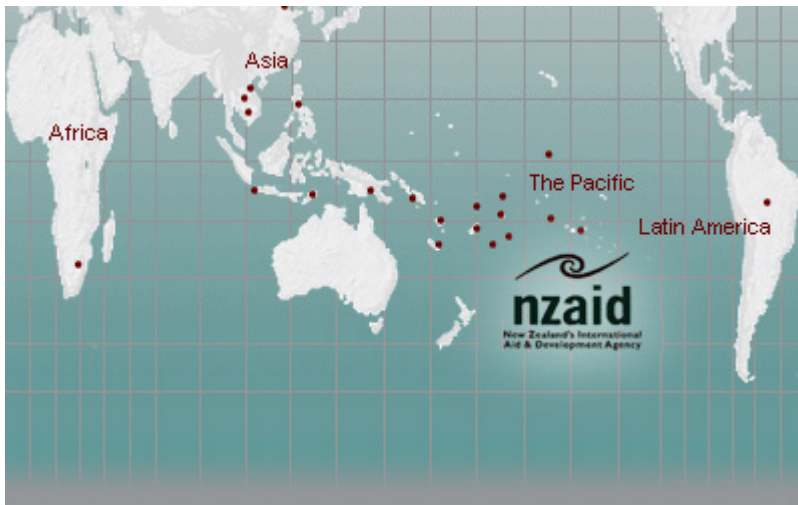 Asia
Africa
The Pacific
Latin America
nzaid
New Zealand's International
Aid & Development Agency